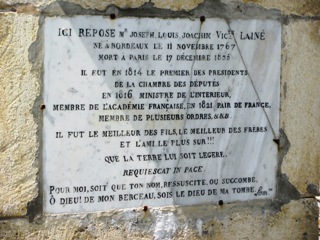 ICI REPOSE Mr JOSEPH, LOUIS, JOACHIM VICte LAINÉ
NÉ A BORDEAUX LE 11 NOVEMBRE 1767
MORT A PARIS LE 17 DÉCEMBRE 1835
IL FUT EN 1814 LE PREMIER DES PRESIDENTS
DE LA CHAMBRE DES DÉPUTÉS
EN 1816 MINISTRE DE L'INTÉRIEUR,
MEMBRE DE L'ACADÉMIE FRANÇAISE, EN 1821 PAIR DE FRANCE,
MEMBRE DE PLUSIEURS ORDRES, &&&
IL FUT LE MEILLEUR DES FILS, LE MEILLEUR DES FRÈRES
ET L'AMI LE PLUS SUR!!!
QUE LA TERRE LUI SOIT LEGERE..
REQUIESCAT IN PACE
POUR MOI, SOIT QUE TON NOM, RESSUSCITE, OU SUCCOMBE,
Ô DIEU! DE MON BERCEAU, SOIS LE DIEU DE MA TOMBE